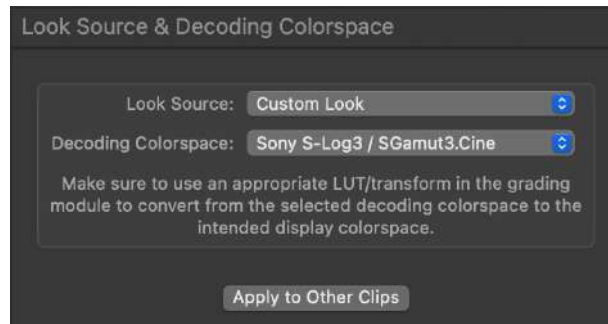 Look Source & Decoding Colorspace
Look Source: Custom Look
Decoding Colorspace: Sony S-Log3 / SGamut3.Cine
Make sure to use an appropriate LUT/transform in the grading
module to convert from the selected decoding colorspace to the
intended display colorspace.
Apply to Other Clips